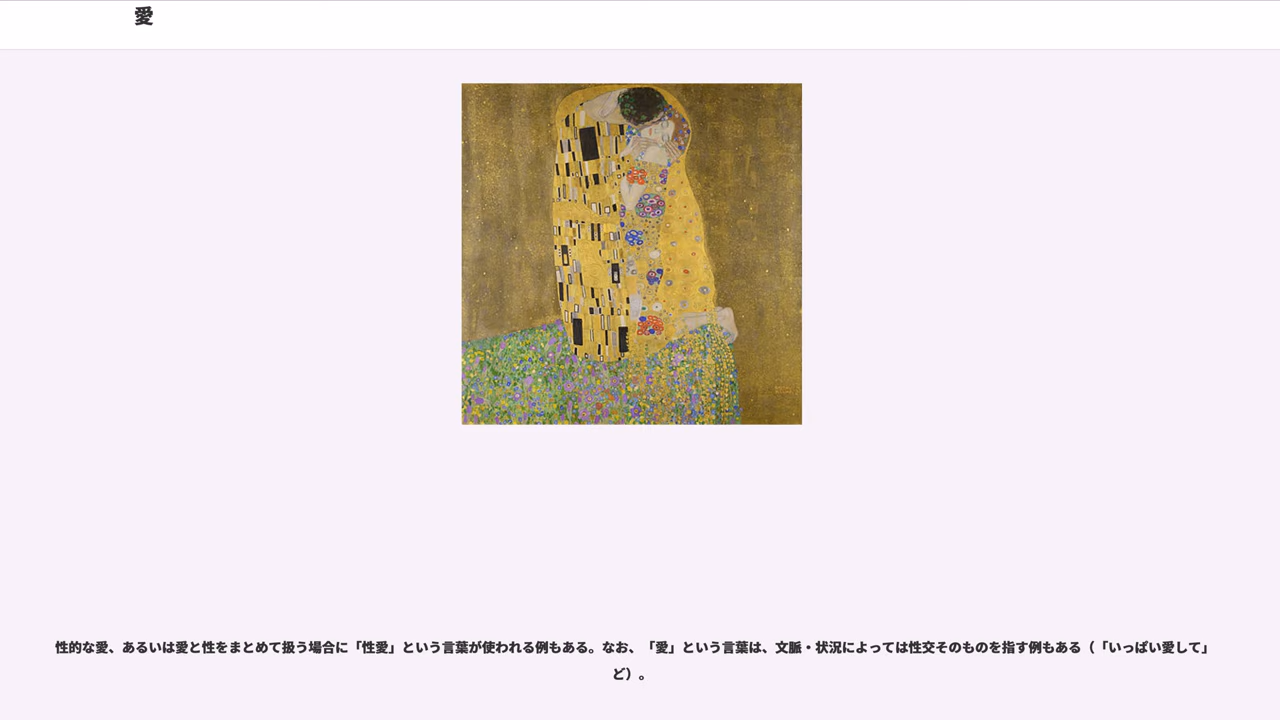 愛
性的な愛、あるいは愛と性をまとめて扱う場合に「性愛」という言葉が使われる例もある。なお、「愛」という言葉は、文脈・状況によっては性交そのものを指す例もある（「いっぱい愛して」
ど）。